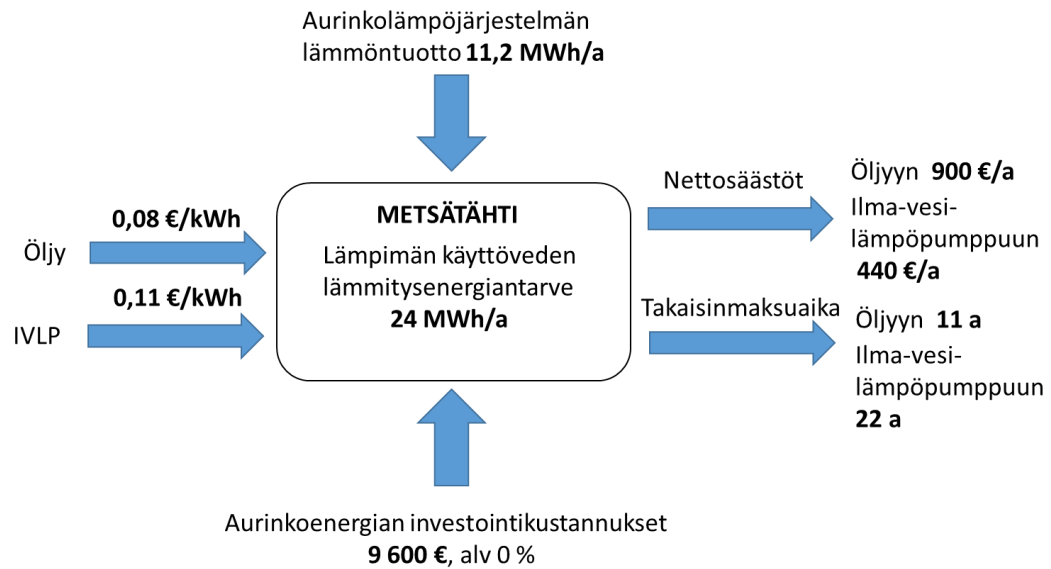 Aurinkolämpöjärjestelmän
lämmöntuotto 11,2 MWh/a
Öljy
0,08 €/kWh
IVLP
0,11 €/kWh
METSÄTÄHTI
Lämpimän käyttöveden
lämmitysenergiantarve
24 MWh/a
Nettosäästöt
Öljyyn 900 €/a
Ilma-vesi-
lämpöpumppuun
440 €/a
Takaisinmaksuaika
Öljyyn 11 a
Ilma-vesi-
lämpöpumppuun
22 a
Aurinkoenergian investointikustannukset
9 600 €, alv 0 %